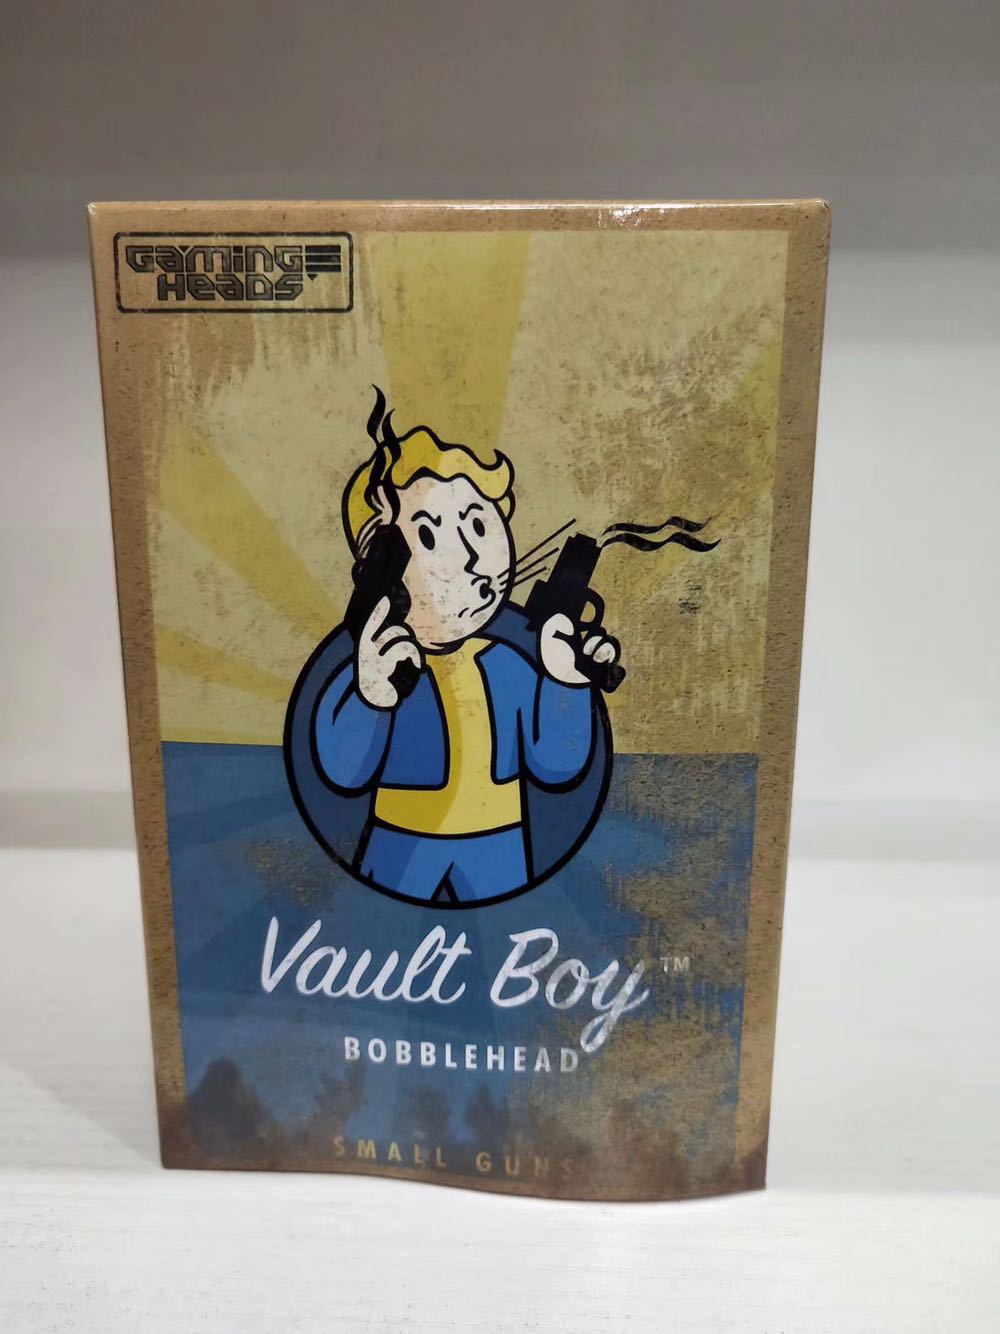 GAMING
HEADS
Vault Boy™
BOBBLEHEAD
SMALL GUNS